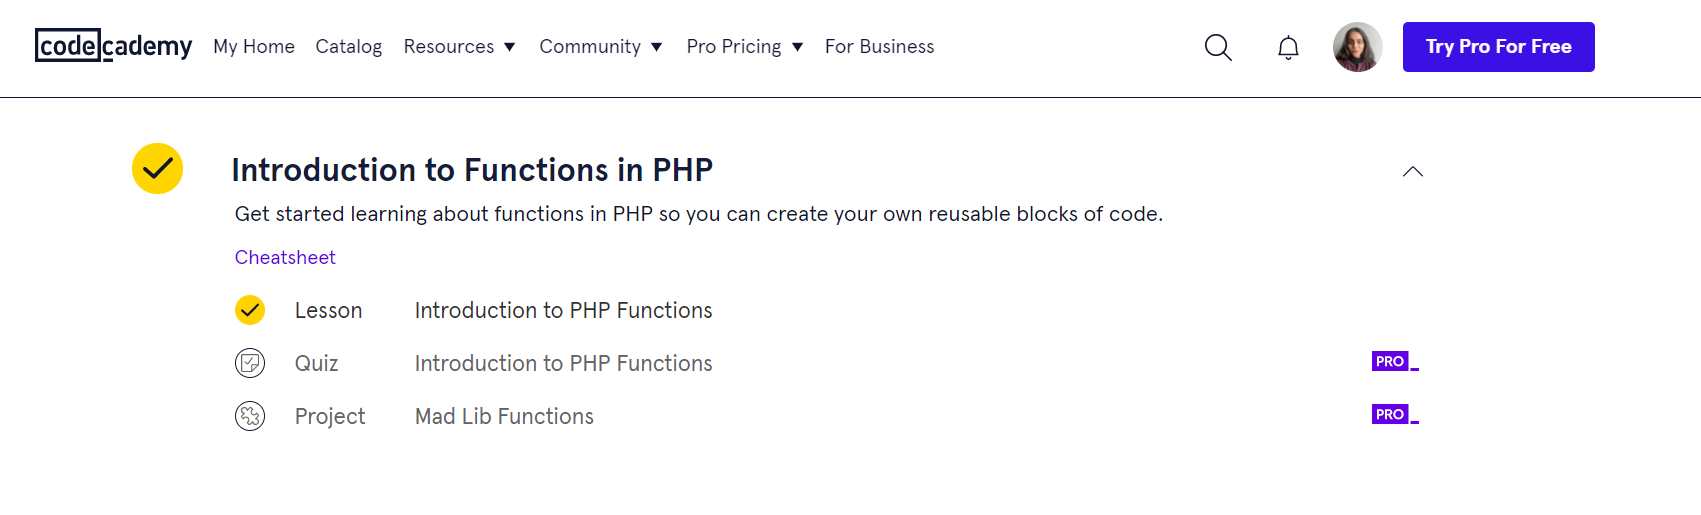 codecademy My Home Catalog Resources Community Pro Pricing For Business Try Pro For Free
Introduction to Functions in PHP
Get started learning about functions in PHP so you can create your own reusable blocks of code.
Cheatsheet
Lesson Introduction to PHP Functions
Quiz Introduction to PHP Functions PRO
Project Mad Lib Functions PRO